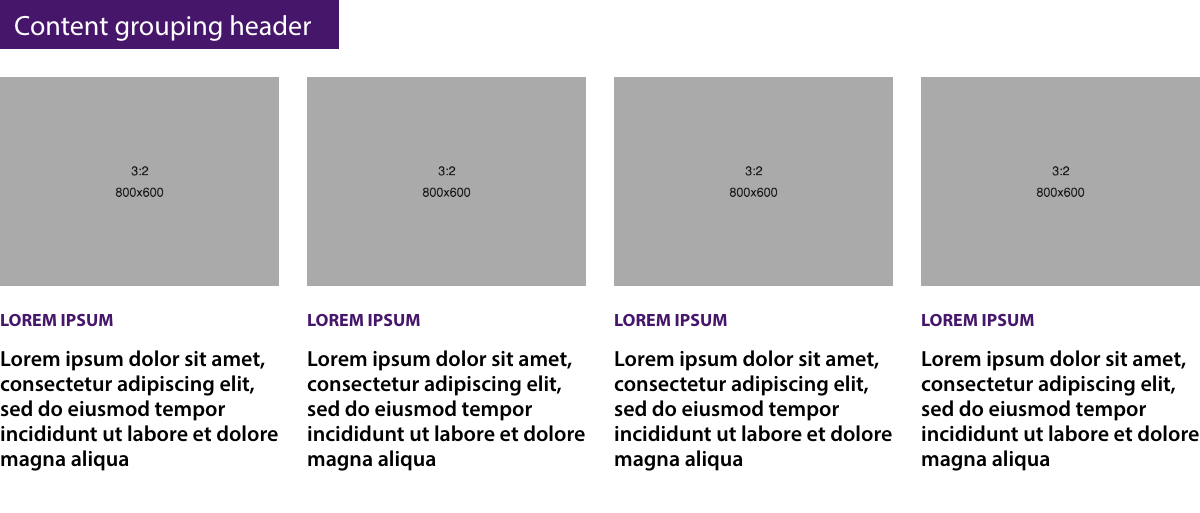 Content grouping header
3:2
800x600
3:2
800x600
3:2
800x600
3:2
800x600
LOREM IPSUM
Lorem ipsum dolor sit amet,
consectetur adipiscing elit,
sed do eiusmod tempor
incididunt ut labore et dolore
magna aliqua
LOREM IPSUM
Lorem ipsum dolor sit amet,
consectetur adipiscing elit,
sed do eiusmod tempor
incididunt ut labore et dolore
magna aliqua
LOREM IPSUM
Lorem ipsum dolor sit amet,
consectetur adipiscing elit,
sed do eiusmod tempor
incididunt ut labore et dolore
magna aliqua
LOREM IPSUM
Lorem ipsum dolor sit amet,
consectetur adipiscing elit,
sed do eiusmod tempor
incididunt ut labore et dolore
magna aliqua